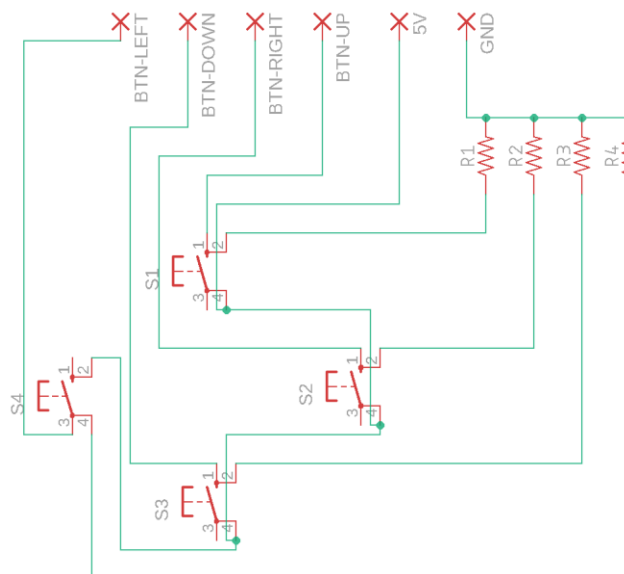 BTN-LEFT
BTN-DOWN
BTN-RIGHT
BTN-UP
5V
GND
R1
R2
R3
R4
1
2
S1
3
4
1
2
S2
3
4
1
2
S4
3
4
1
2
S3
3
4